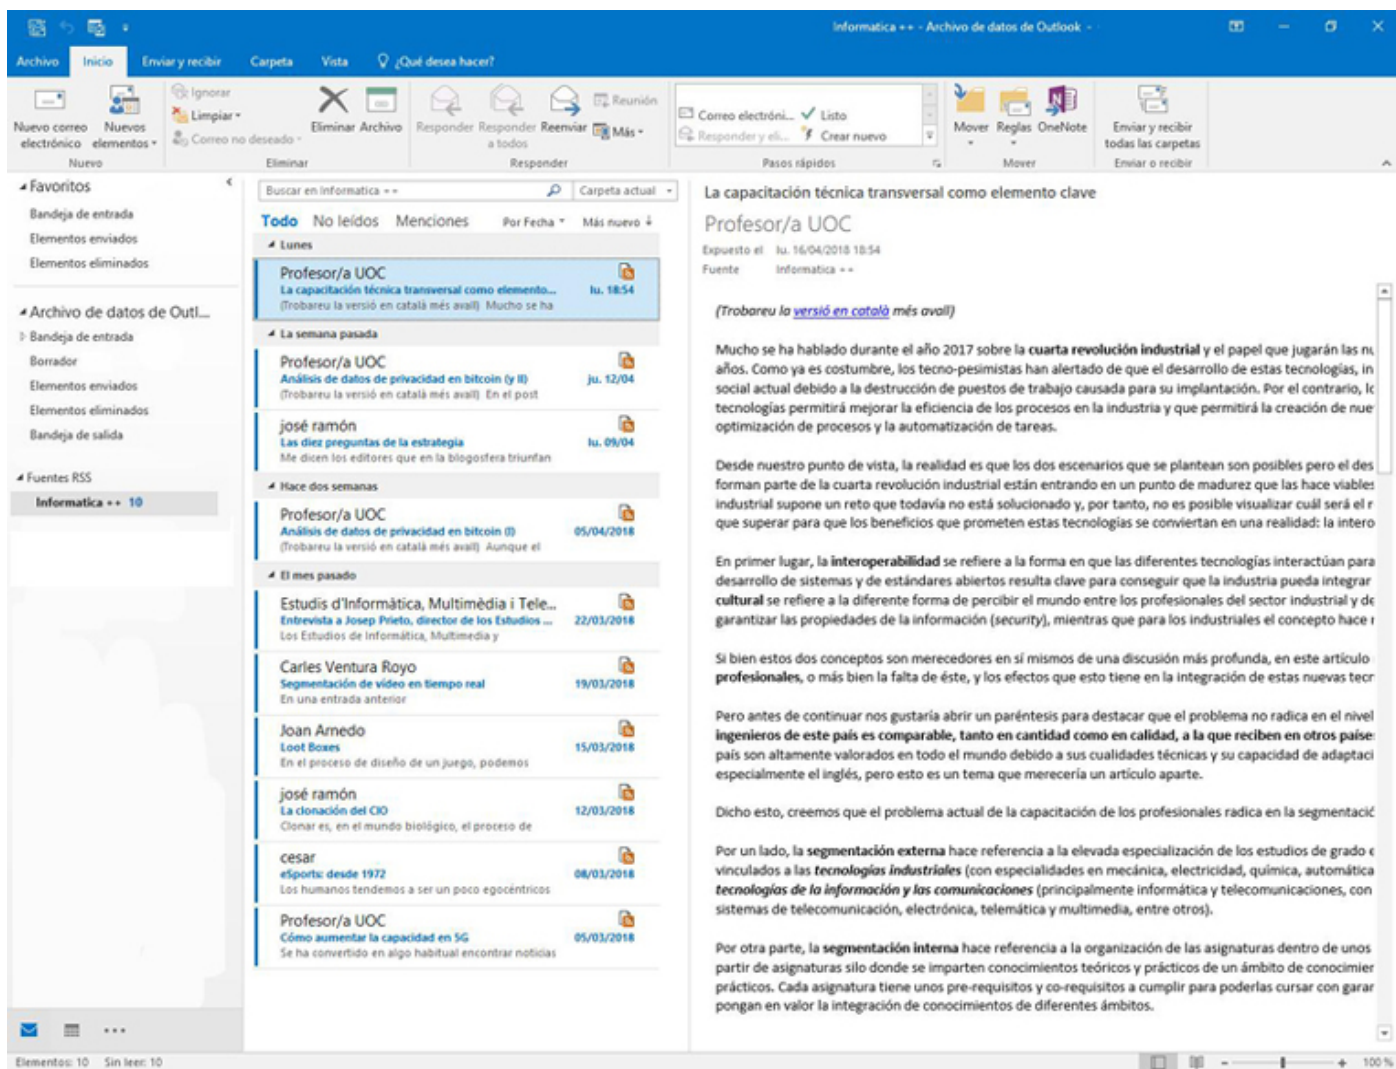 Informatica ++ - Archivo de datos de Outlook -
Archivo Inicio Enviar y recibir Carpeta Vista ¿Qué desea hacer?
Nuevo correo electrónico
Nuevos elementos
Nuevo
Ignorar
Limpiar
Correo no deseado
Eliminar Archivo
Eliminar
Responder
Responder a todos
Reenviar
Reunión
Más
Responder
Correo electróni... Listo
Responder y eli... Crear nuevo
Pasos rápidos
Mover Reglas OneNote
Mover
Enviar y recibir
todas las carpetas
Enviar o recibir
Favoritos
Bandeja de entrada
Elementos enviados
Elementos eliminados
Archivo de datos de Outl...
Bandeja de entrada
Borrador
Elementos enviados
Elementos eliminados
Bandeja de salida
Fuentes RSS
Informatica ++ 10
Buscar en Informatica ++ Carpeta actual
Todo No leídos Menciones Por Fecha Más nuevo
Lunes
Profesor/a UOC
La capacitación técnica transversal como elemento... lu. 18:54
(Trobareu la versió en català més avall) Mucho se ha
La semana pasada
Profesor/a UOC
Análisis de datos de privacidad en bitcoin (y II) ju. 12/04
(Trobareu la versió en català més avall) En el post
josé ramón
Las diez preguntas de la estrategia lu. 09/04
Me dicen los editores que en la blogosfera triunfan
Hace dos semanas
Profesor/a UOC
Análisis de datos de privacidad en bitcoin (I) 05/04/2018
(Trobareu la versió en català més avall) Aunque el
El mes pasado
Estudis d'Informàtica, Multimèdia i Tele...
Entrevista a Josep Prieto, director de los Estudios ... 22/03/2018
Los Estudios de Informática, Multimedia y
Carles Ventura Royo
Segmentación de vídeo en tiempo real 19/03/2018
En una entrada anterior
Joan Arnedo
Loot Boxes 15/03/2018
En el proceso de diseño de un juego, podemos
josé ramón
La clonación del CIO 12/03/2018
Clonar es, en el mundo biológico, el proceso de
cesar
eSports: desde 1972 08/03/2018
Los humanos tendemos a ser un poco egocéntricos
Profesor/a UOC
Cómo aumentar la capacidad en 5G 05/03/2018
Se ha convertido en algo habitual encontrar noticias
La capacitación técnica transversal como elemento clave
Profesor/a UOC
Expuesto el lu. 16/04/2018 18:54
Fuente Informatica ++
(Trobareu la versió en català més avall)
Mucho se ha hablado durante el año 2017 sobre la cuarta revolución industrial y el papel que jugarán las
años. Como ya es costumbre, los tecno-pesimistas han alertado de que el desarrollo de estas tecnologías, in
social actual debido a la destrucción de puestos de trabajo causada para su implantación. Por el contrario,
tecnologías permitirá mejorar la eficiencia de los procesos en la industria y que permitirá la creación de nue
optimización de procesos y la automatización de tareas.
Desde nuestro punto de vista, la realidad es que los dos escenarios que se plantean son posibles pero el des
forman parte de la cuarta revolución industrial están entrando en un punto de madurez que las hace viables
industrial supone un reto que todavía no está solucionado y, por tanto, no es posible visualizar cuál será el r
que superar para que los beneficios que prometen estas tecnologías se conviertan en una realidad: la intero
En primer lugar, la interoperabilidad se refiere a la forma en que las diferentes tecnologías interactúan para
desarrollo de sistemas y de estándares abiertos resulta clave para conseguir que la industria pueda integrar
cultural se refiere a la diferente forma de percibir el mundo entre los profesionales del sector industrial y de
garantizar las propiedades de la información (security), mientras que para los industriales el concepto hace r
Si bien estos dos conceptos son merecedores en sí mismos de una discusión más profunda, en este artículo
profesionales, o más bien la falta de éste, y los efectos que esto tiene en la integración de estas nuevas tecr
Pero antes de continuar nos gustaría abrir un paréntesis para destacar que el problema no radica en el nivel
ingenieros de este país es comparable, tanto en cantidad como en calidad, a la que reciben en otros paíse
país son altamente valorados en todo el mundo debido a sus cualidades técnicas y su capacidad de adaptaci
especialmente el inglés, pero esto es un tema que merecería un artículo aparte.
Dicho esto, creemos que el problema actual de la capacitación de los profesionales radica en la segmentació
Por un lado, la segmentación externa hace referencia a la elevada especialización de los estudios de grado e
vinculados a las tecnologías industriales (con especialidades en mecánica, electricidad, química, automática
tecnologías de la información y las comunicaciones (principalmente informática y telecomunicaciones, con
sistemas de telecomunicación, electrónica, telemática y multimedia, entre otros).
Por otra parte, la segmentación interna hace referencia a la organización de las asignaturas dentro de unos
partir de asignaturas silo donde se imparten conocimientos teóricos y prácticos de un ámbito de conocimier
prácticos. Cada asignatura tiene unos pre-requisitos y co-requisitos a cumplir para poderlas cursar con garar
pongan en valor la integración de conocimientos de diferentes ámbitos.
Elementos: 10 Sin leer: 10
100 %